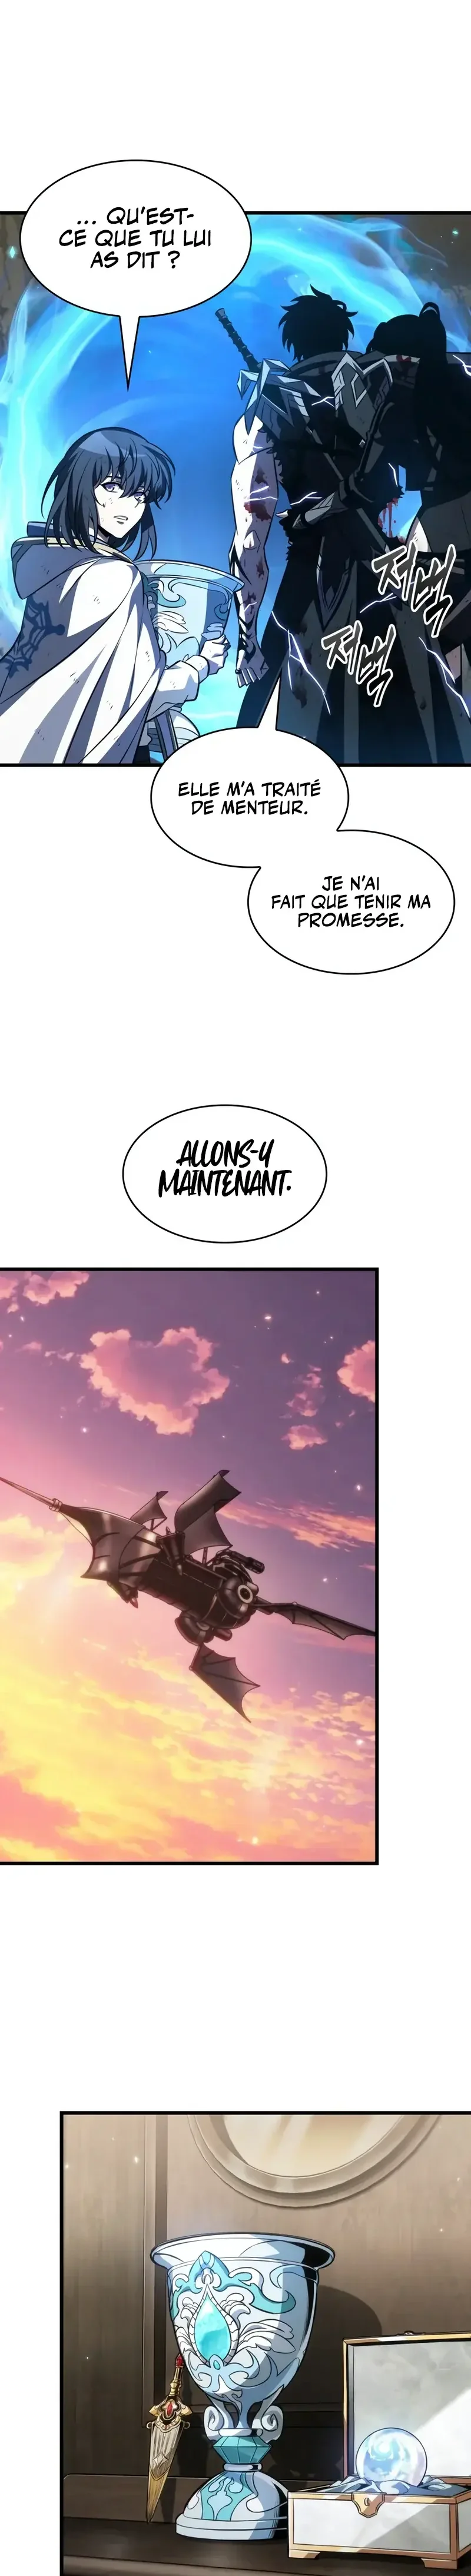 ... QU'EST-
CE QUE TU LUI
AS DIT ?
저벅
저벅
ELLE M'A TRAITÉ
DE MENTEUR.
JE N'AI
FAIT QUE TENIR MA
PROMESSE.
ALLONS-Y
MAINTENANT.